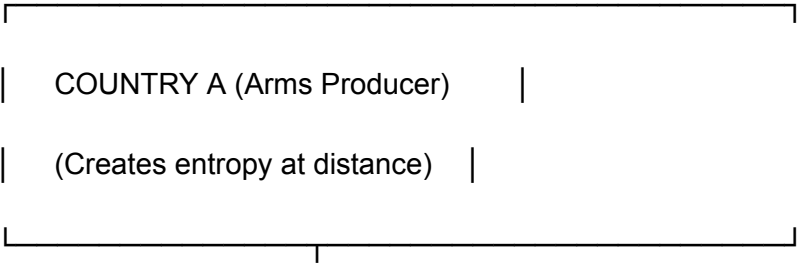 COUNTRY A (Arms Producer)
(Creates entropy at distance)